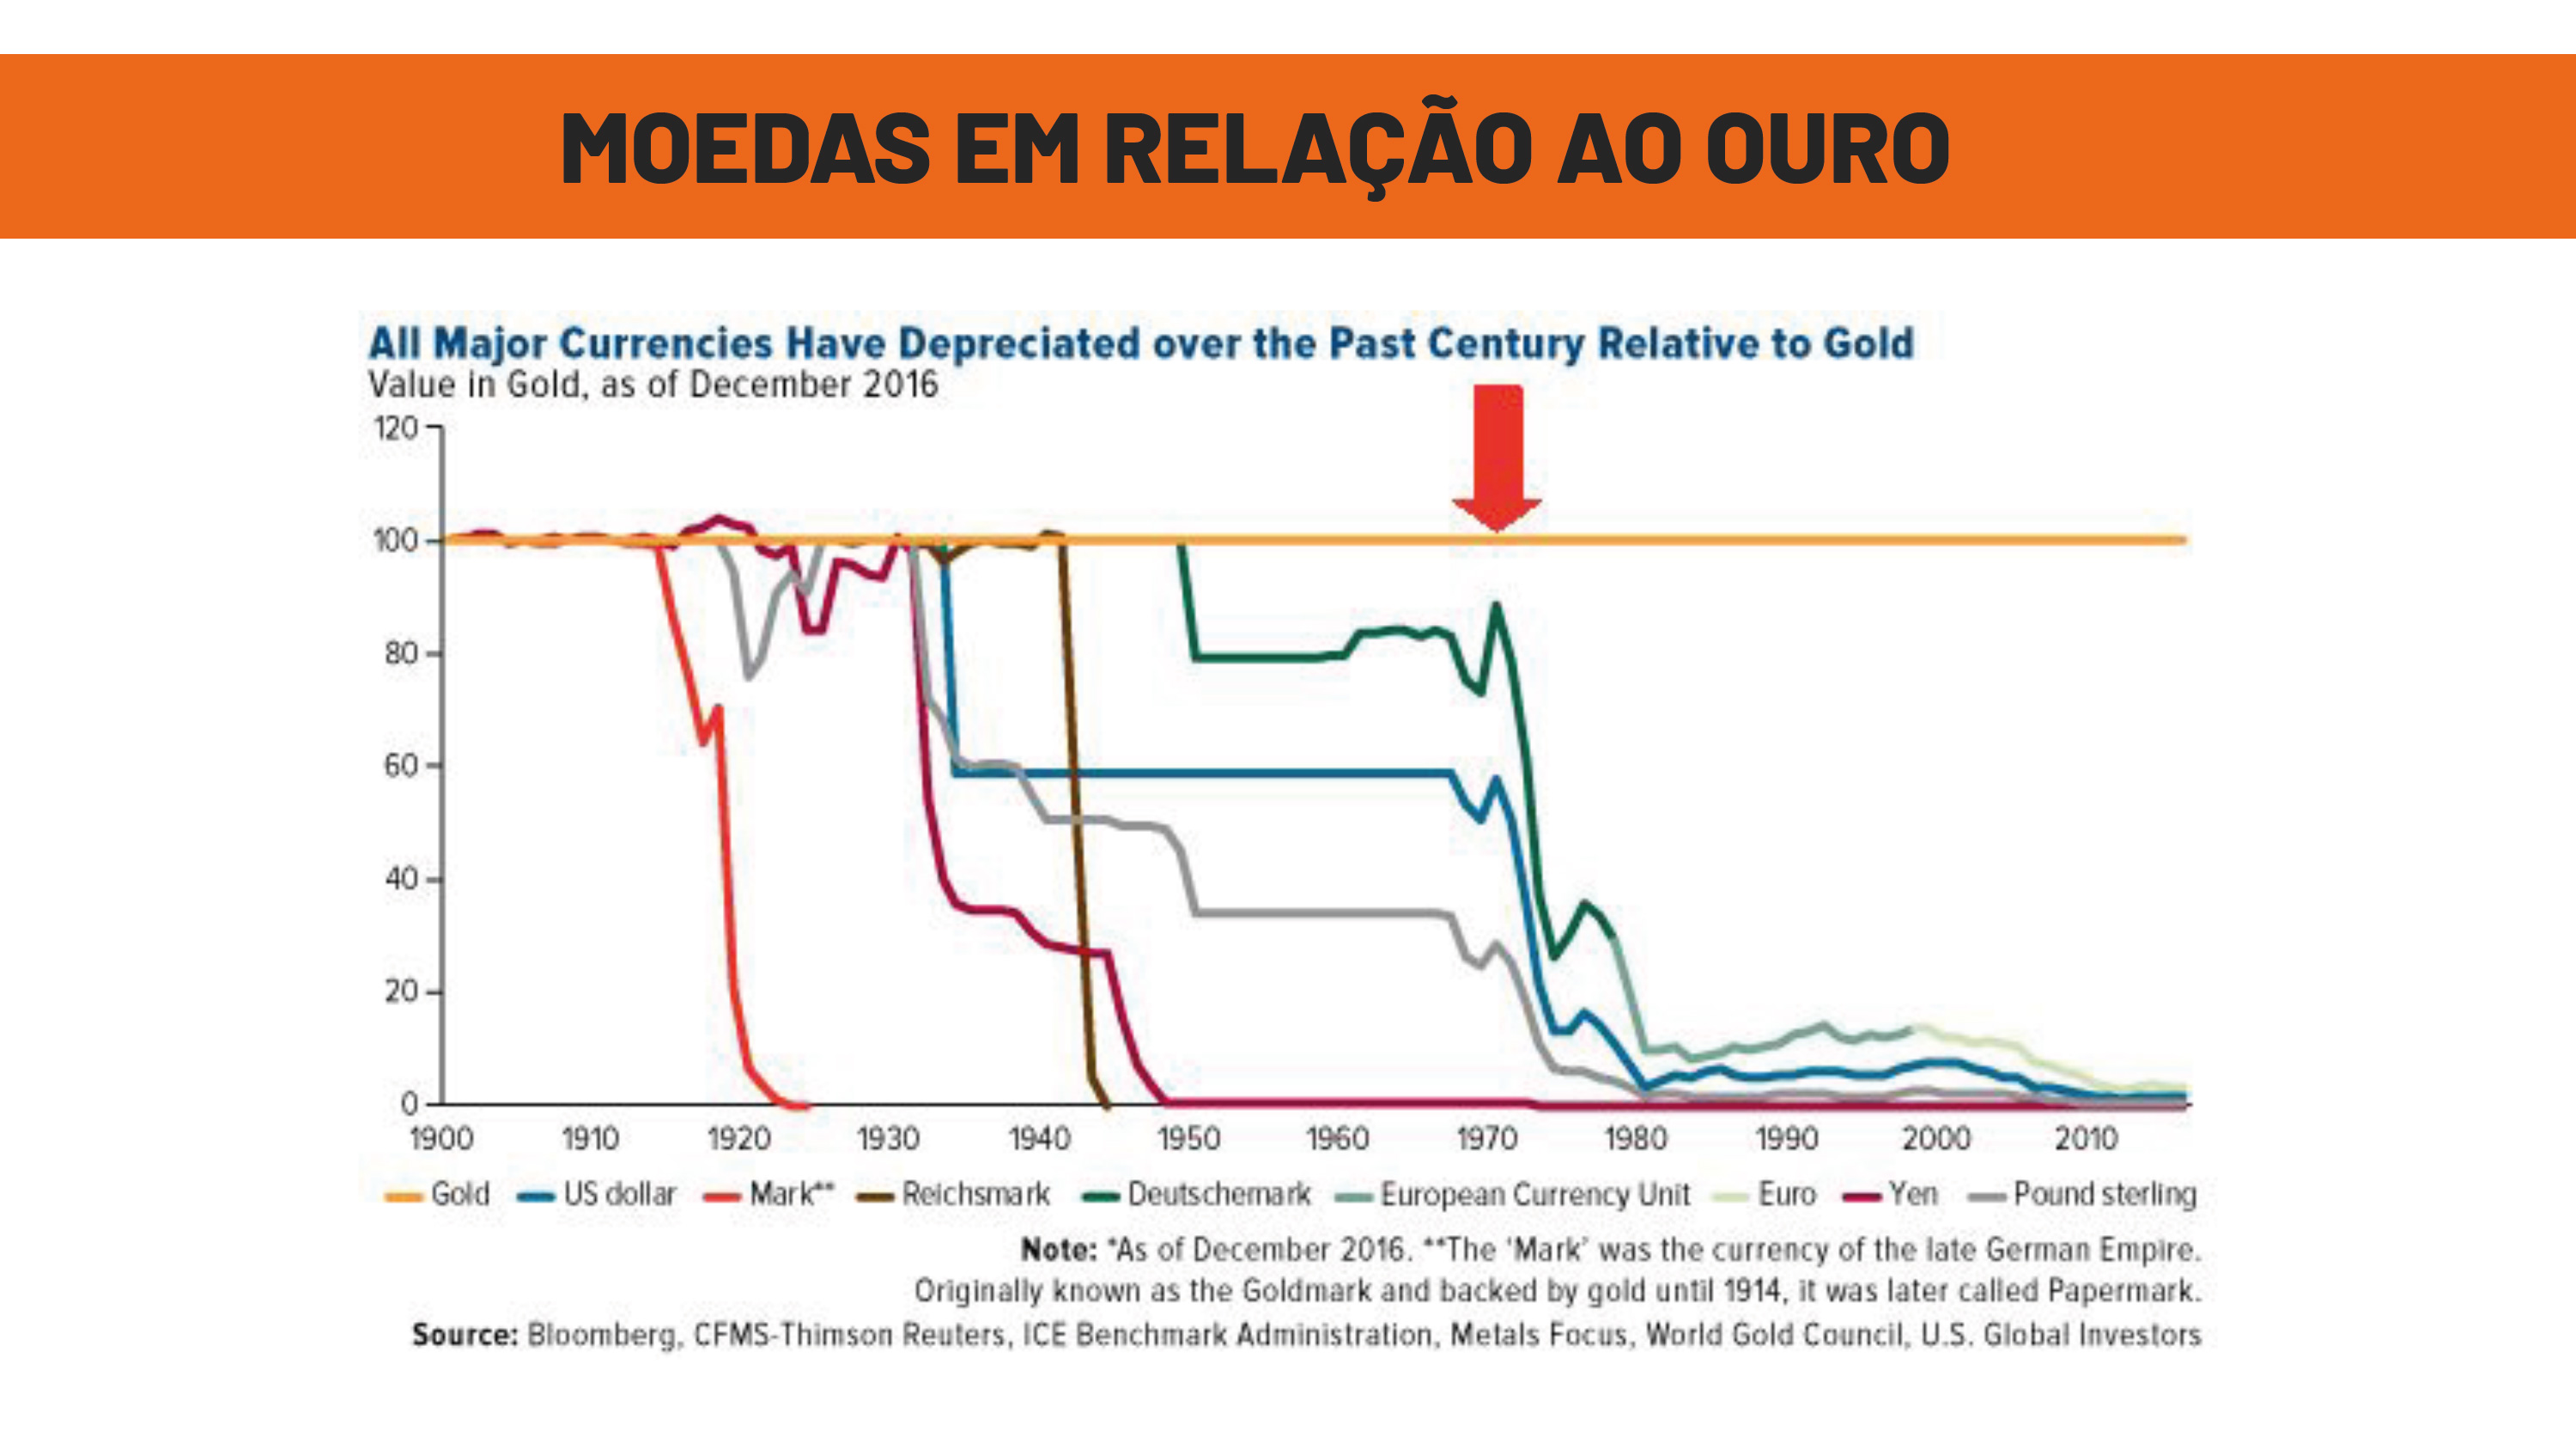 MOEDAS EM RELAÇÃO AO OURO
All Major Currencies Have Depreciated over the Past Century Relative to Gold
Value in Gold, as of December 2016
120
100
80
60
40
20
0
1900 1910 1920 1930 1940 1950 1960 1970 1980 1990 2000 2010
Gold US dollar Mark** Reichsmark Deutschemark European Currency Unit Euro Yen Pound sterling
Note: *As of December 2016. **The ‘Mark’ was the currency of the late German Empire.
Originally known as the Goldmark and backed by gold until 1914, it was later called Papermark.
Source: Bloomberg, CFMS-Thimson Reuters, ICE Benchmark Administration, Metals Focus, World Gold Council, U.S. Global Investors